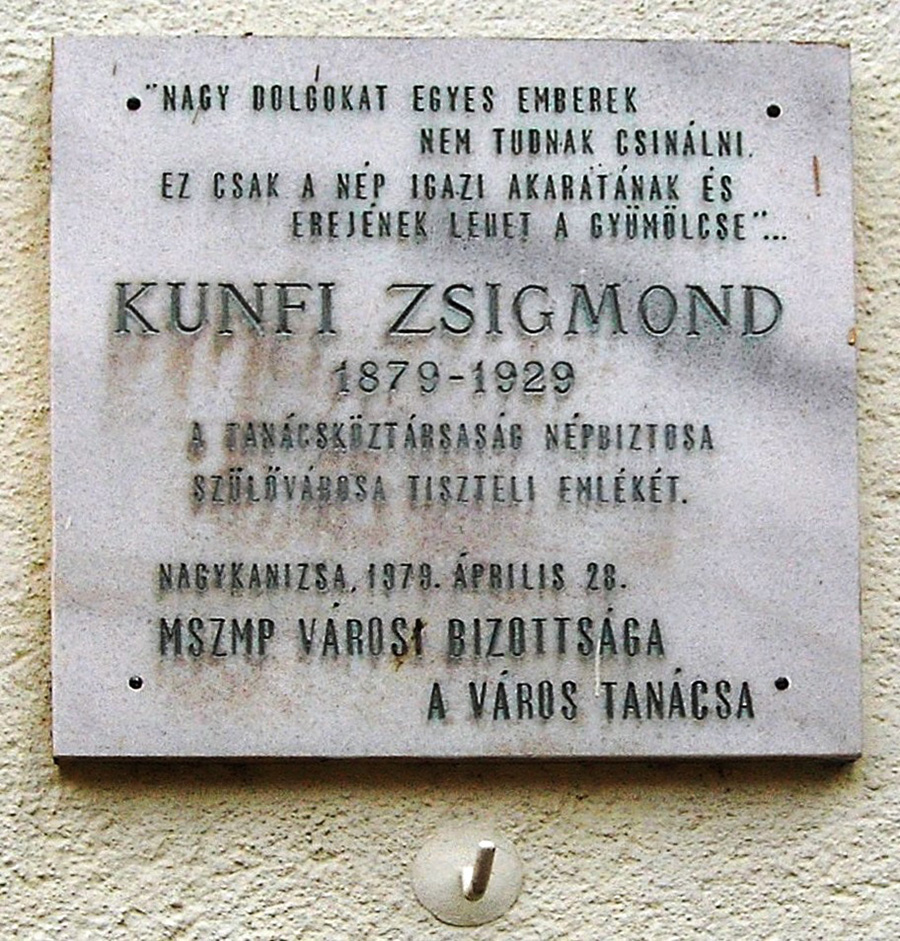 "NAGY DOLGOKAT EGYES EMBEREK
NEM TUDNAK CSINÁLNI.
EZ CSAK A NÉP IGAZI AKARATÁNAK ÉS
EREJÉNEK LEHET A GYÜMÖLCSE"...
KUNFI ZSIGMOND
1879-1929
A TANÁCSKÖZTÁRSASÁG NÉPBIZTOSA
SZÜLŐVÁROSA TISZTELI EMLÉKÉT.
NAGYKANIZSA, 1979. ÁPRILIS 28.
MSZMP VÁROSI BIZOTTSÁGA
A VÁROS TANÁCSA